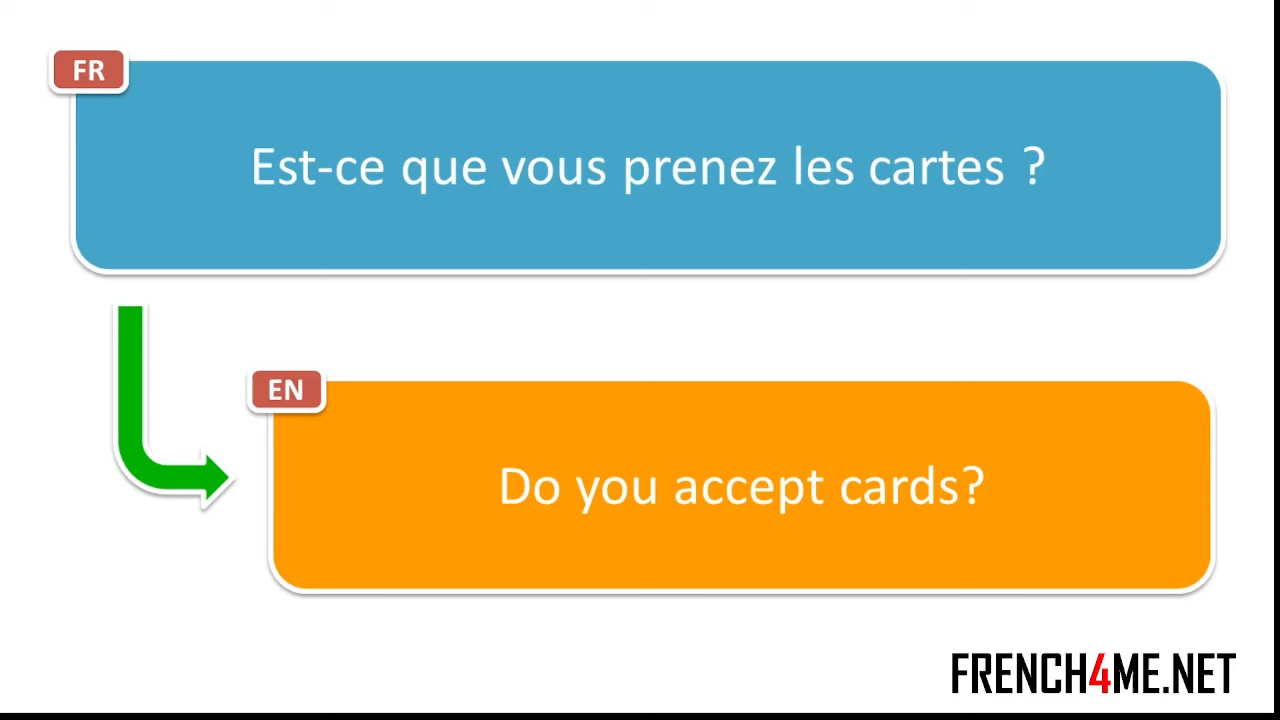 FR
Est-ce que vous prenez les cartes ?
EN
Do you accept cards?
FRENCH4ME.NET